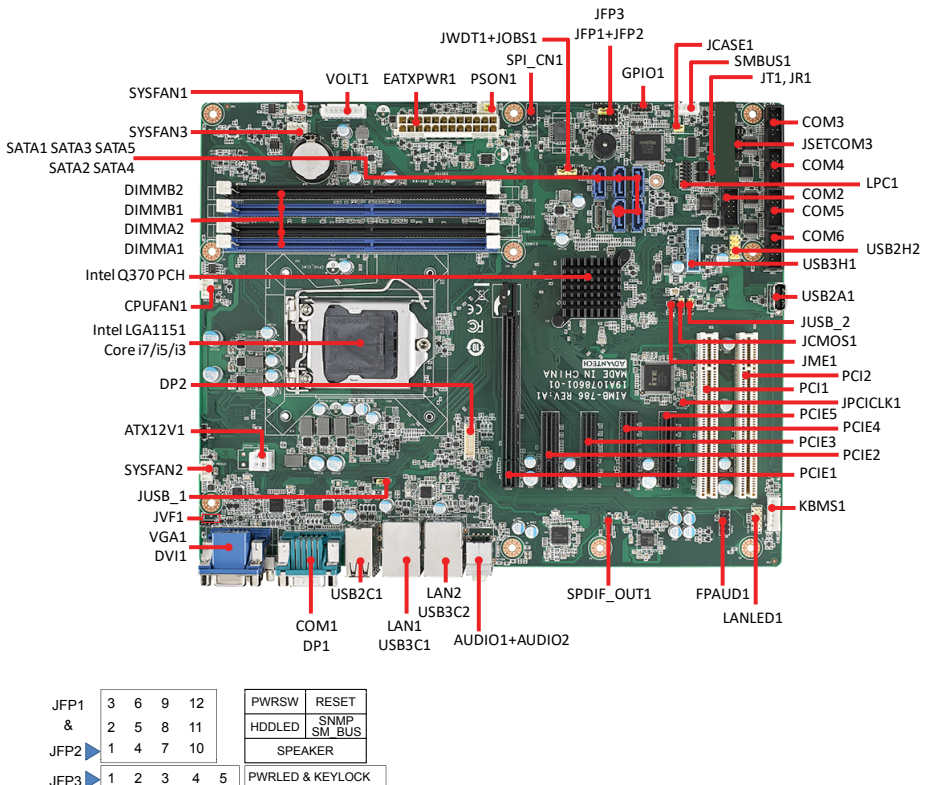 JFP3
JFP1+JFP2
JWDT1+JOBS1
JCASE1
SPI_CN1
SMBUS1
VOLT1
EATXPWR1
PSON1
GPIO1
JT1, JR1
SYSFAN1
COM3
SYSFAN3
JSETCOM3
SATA1 SATA3 SATA5
SATA2 SATA4
COM4
LPC1
DIMMB2
COM2
DIMMB1
COM5
DIMMA2
COM6
DIMMA1
USB2H2
USB3H1
Intel Q370 PCH
USB2A1
CPUFAN1
JUSB_2
Intel LGA1151
Core i7/i5/i3
JCMOS1
JME1
PCI2
DP2
PCI1
JPCICLK1
PCIE5
ATX12V1
PCIE4
PCIE3
PCIE2
SYSFAN2
PCIE1
JUSB_1
KBMS1
JVF1
VGA1
DVI1
USB2C1
LAN2
USB3C2
SPDIF_OUT1
FPAUD1
LANLED1
COM1
DP1
LAN1
USB3C1
AUDIO1+AUDIO2
ADVANTECH
MADE IN CHINA
19A1078601-01
AIMB-786 REV:A1
iTE
JFP1 3 6 9 12 PWRSW RESET
& 2 5 8 11 HDDLED SNMP SM_BUS
JFP2 1 4 7 10 SPEAKER
JFP3 1 2 3 4 5 PWRLED & KEYLOCK